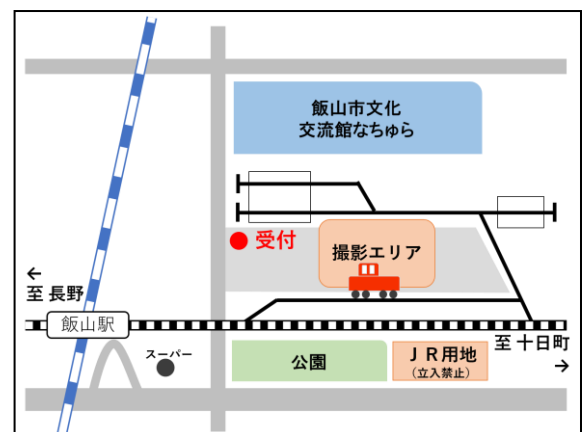 飯山市文化
交流館なちゅら
受付
撮影エリア
←
至 長野
飯山駅
至 十日町
→
スーパー
公園
JR用地
(立入禁止)